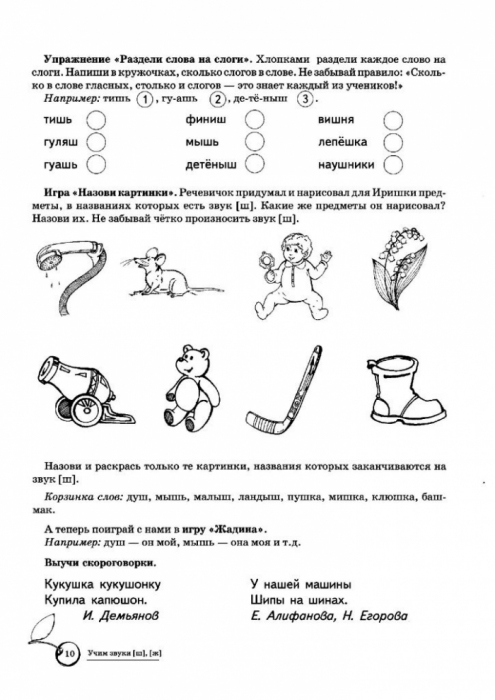 Упражнение «Раздели слова на слоги». Хлопками раздели каждое слово на
слоги. Напиши в кружочках, сколько слогов в слове. Не забывай правило: «Сколь-
ко в слове гласных, столько и слогов — это знает каждый из учеников!»
Например: тишь 1, гу-ашь 2, де-тё-ныш 3.
тишь финиш вишня
гуляш мышь лепёшка
гуашь детёныш наушники
Игра «Назови картинки». Речевичок придумал и нарисовал для Иришки пред-
меты, в названиях которых есть звук [ш]. Какие же предметы он нарисовал?
Назови их. Не забывай чётко произносить звук [ш].
Назови и раскрась только те картинки, названия которых заканчиваются на
звук [ш].
Корзинка слов: душ, мышь, малыш, ландыш, пушка, мишка, клюшка, баш-
мак.
А теперь поиграй с нами в игру «Жадина».
Например: душ — он мой, мышь — она моя и т.д.
Выучи скороговорки.
Кукушка кукушонку
Купила капюшон.
И. Демьянов
У нашей машины
Шипы на шинах.
Е. Алифанова, Н. Егорова
10 Учим звуки [ш], [ж]